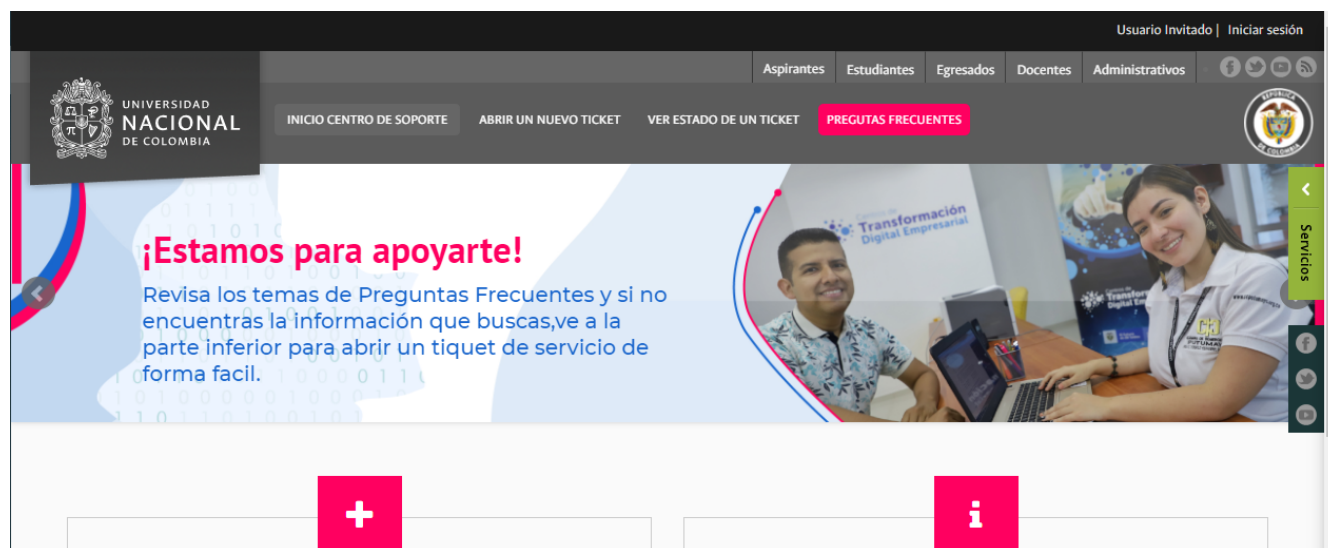 Usuario Invitado | Iniciar sesión
Aspirantes Estudiantes Egresados Docentes Administrativos
UNIVERSIDAD
NACIONAL
DE COLOMBIA
INICIO CENTRO DE SOPORTE ABRIR UN NUEVO TICKET VER ESTADO DE UN TICKET PREGUTAS FRECUENTES
REPÚBLICA
DE COLOMBIA
¡Estamos para apoyarte!
Revisa los temas de Preguntas Frecuentes y si no
encuentras la información que buscas,ve a la
parte inferior para abrir un tiquet de servicio de
forma facil.
Transformación
Digital Empresarial
Servicios